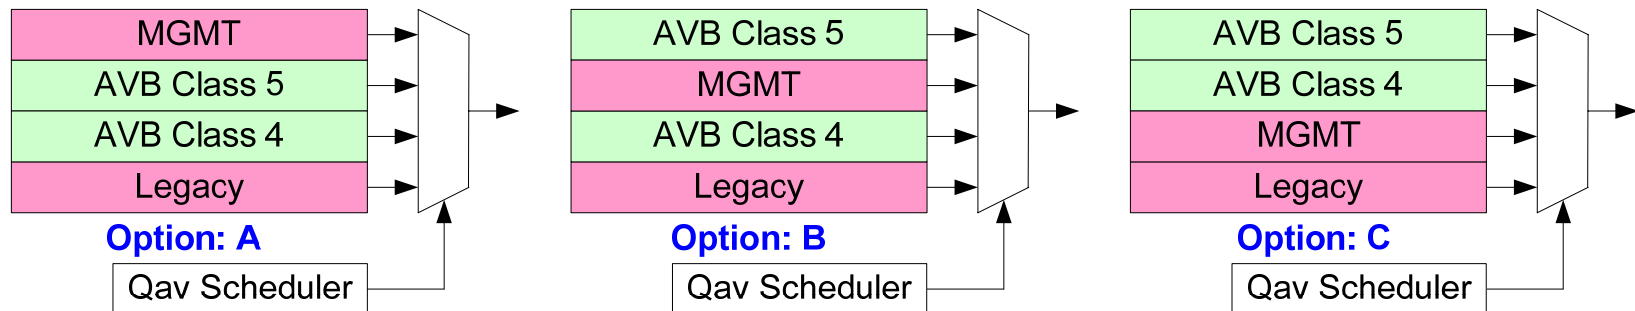 MGMT
AVB Class 5
AVB Class 4
Legacy
Option: A
Qav Scheduler
AVB Class 5
MGMT
AVB Class 4
Legacy
Option: B
Qav Scheduler
AVB Class 5
AVB Class 4
MGMT
Legacy
Option: C
Qav Scheduler